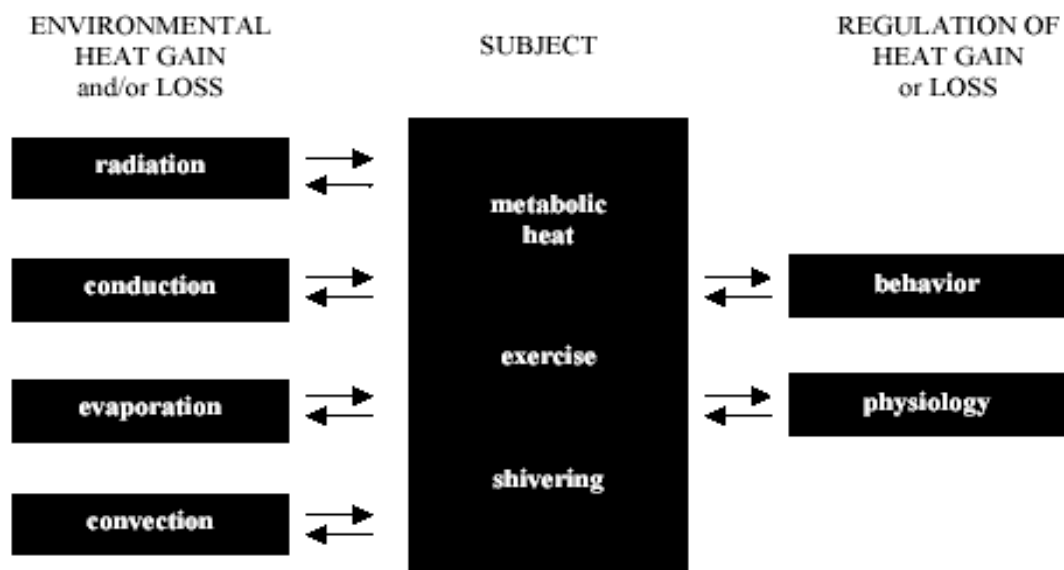 ENVIRONMENTAL
HEAT GAIN
and/or LOSS
SUBJECT
REGULATION OF
HEAT GAIN
or LOSS
radiation
conduction
evaporation
convection
metabolic
heat
exercise
shivering
behavior
physiology